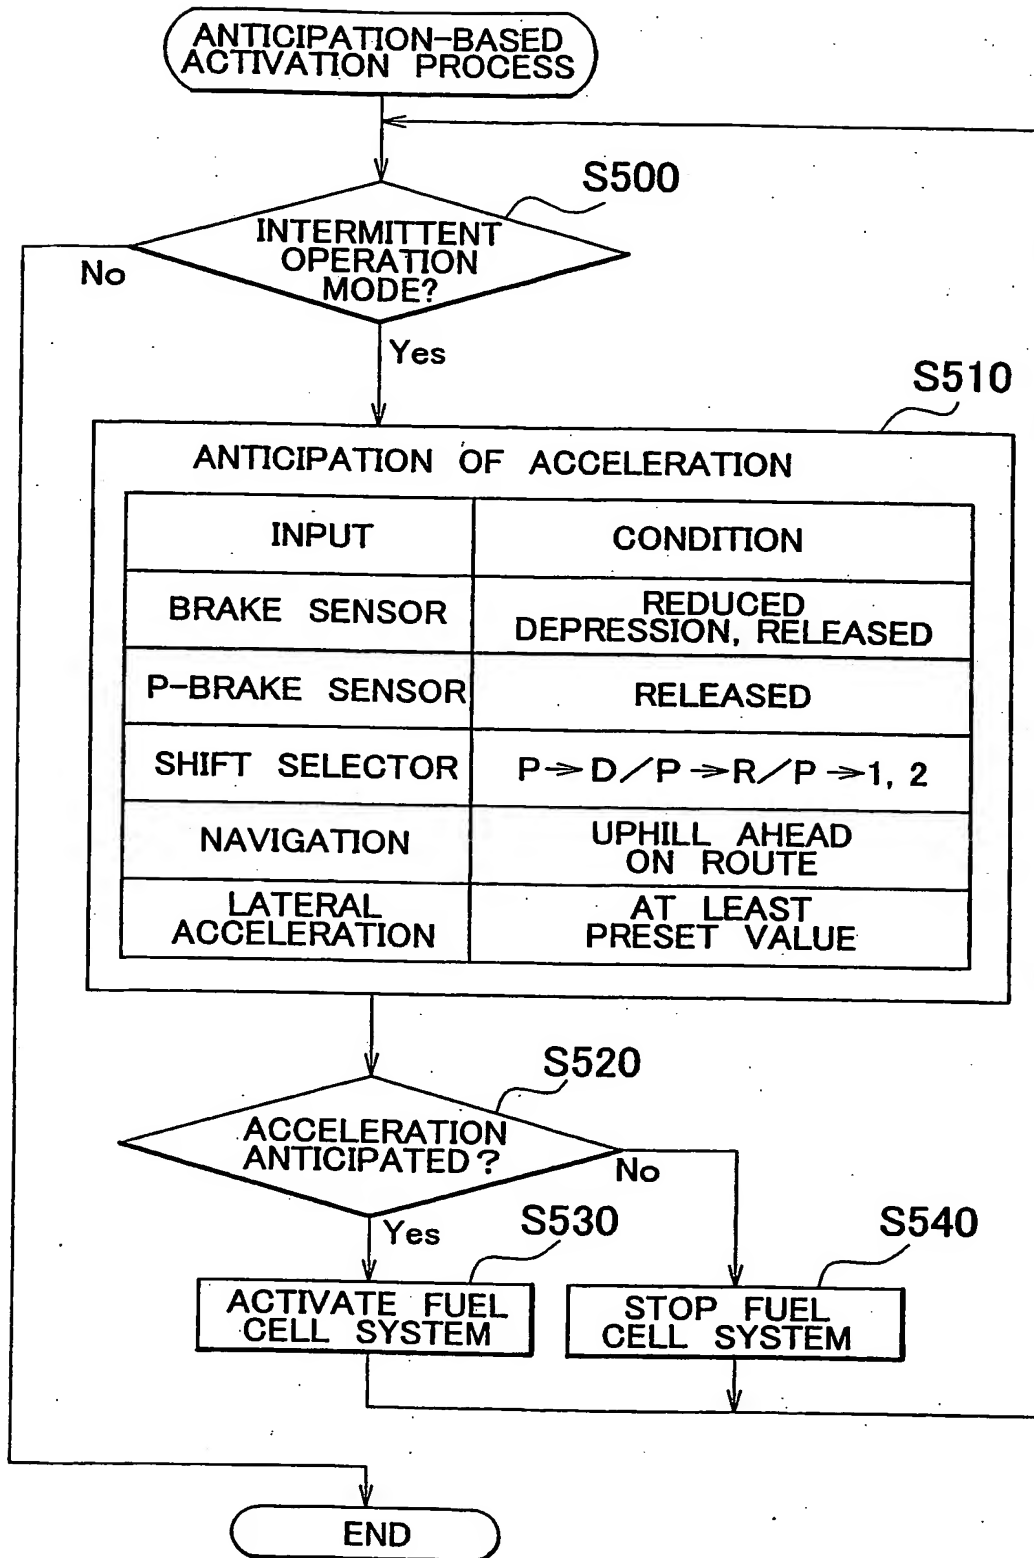 ANTICIPATION-BASED
ACTIVATION PROCESS
S500
INTERMITTENT
OPERATION
MODE?
No
Yes
S510
ANTICIPATION OF ACCELERATION
INPUT
CONDITION
BRAKE SENSOR
REDUCED
DEPRESSION, RELEASED
P-BRAKE SENSOR
RELEASED
SHIFT SELECTOR
P→D/P→R/P→1, 2
NAVIGATION
UPHILL AHEAD
ON ROUTE
LATERAL
ACCELERATION
AT LEAST
PRESET VALUE
S520
ACCELERATION
ANTICIPATED?
No
Yes
S530
S540
ACTIVATE FUEL
CELL SYSTEM
STOP FUEL
CELL SYSTEM
END